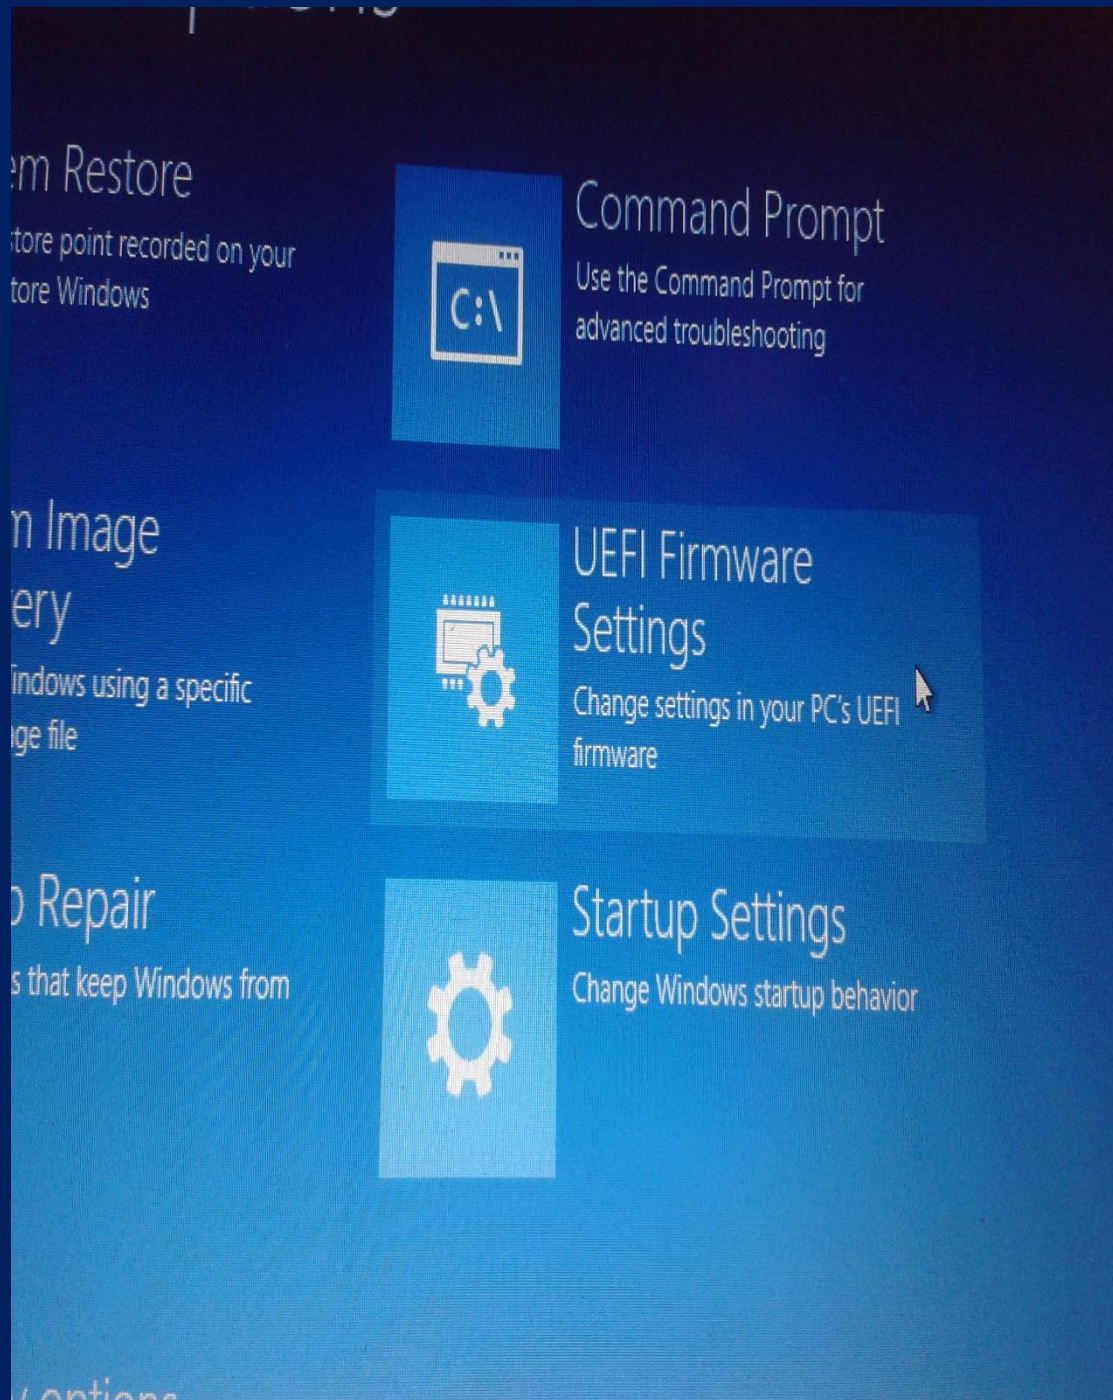 em Restore
tore point recorded on your
tore Windows
m Image
ery
indows using a specific
ge file
Repair
s that keep Windows from
options
Command Prompt
Use the Command Prompt for
advanced troubleshooting
C:\
UEFI Firmware
Settings
Change settings in your PC's UEFI
firmware
Startup Settings
Change Windows startup behavior